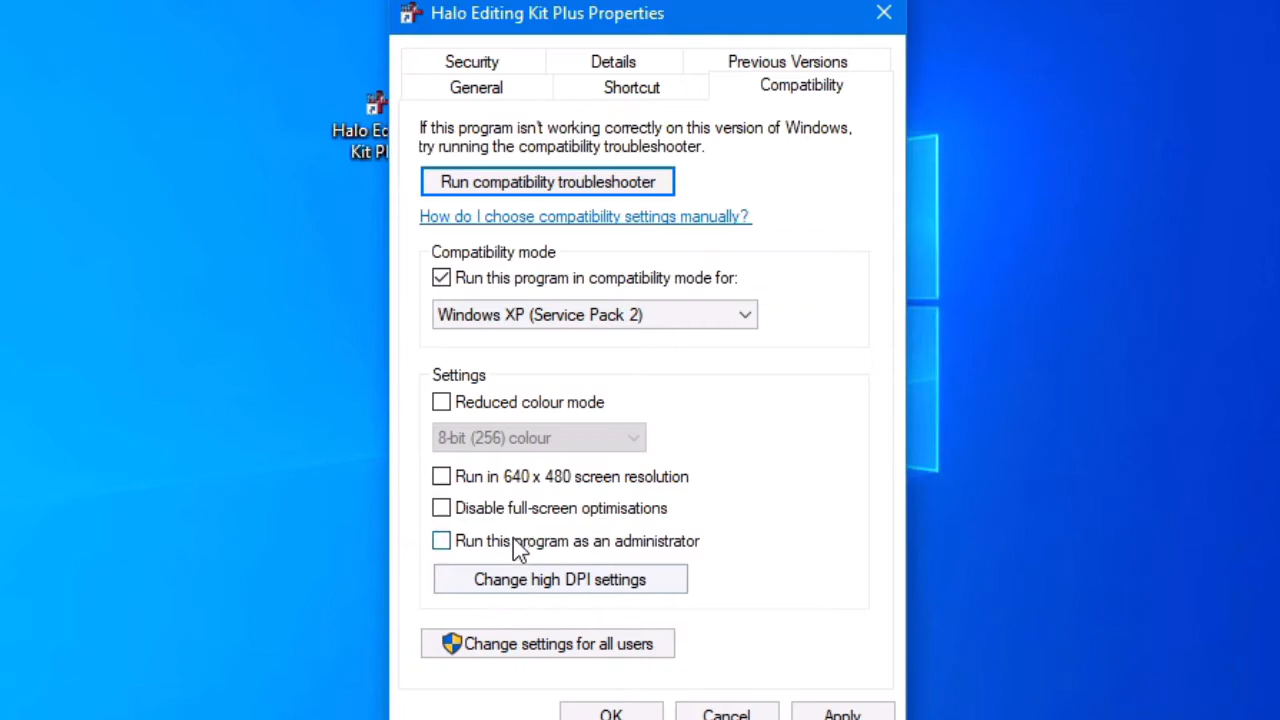 Halo Editing Kit Plus Properties
Security
Details
Previous Versions
General
Shortcut
Compatibility
Halo Ed
Kit Pl
If this program isn't working correctly on this version of Windows,
try running the compatibility troubleshooter.
Run compatibility troubleshooter
How do I choose compatibility settings manually?
Compatibility mode
Run this program in compatibility mode for:
Windows XP (Service Pack 2)
Settings
Reduced colour mode
8-bit (256) colour
Run in 640 x 480 screen resolution
Disable full-screen optimisations
Run this program as an administrator
Change high DPI settings
Change settings for all users
OK
Cancel
Apply